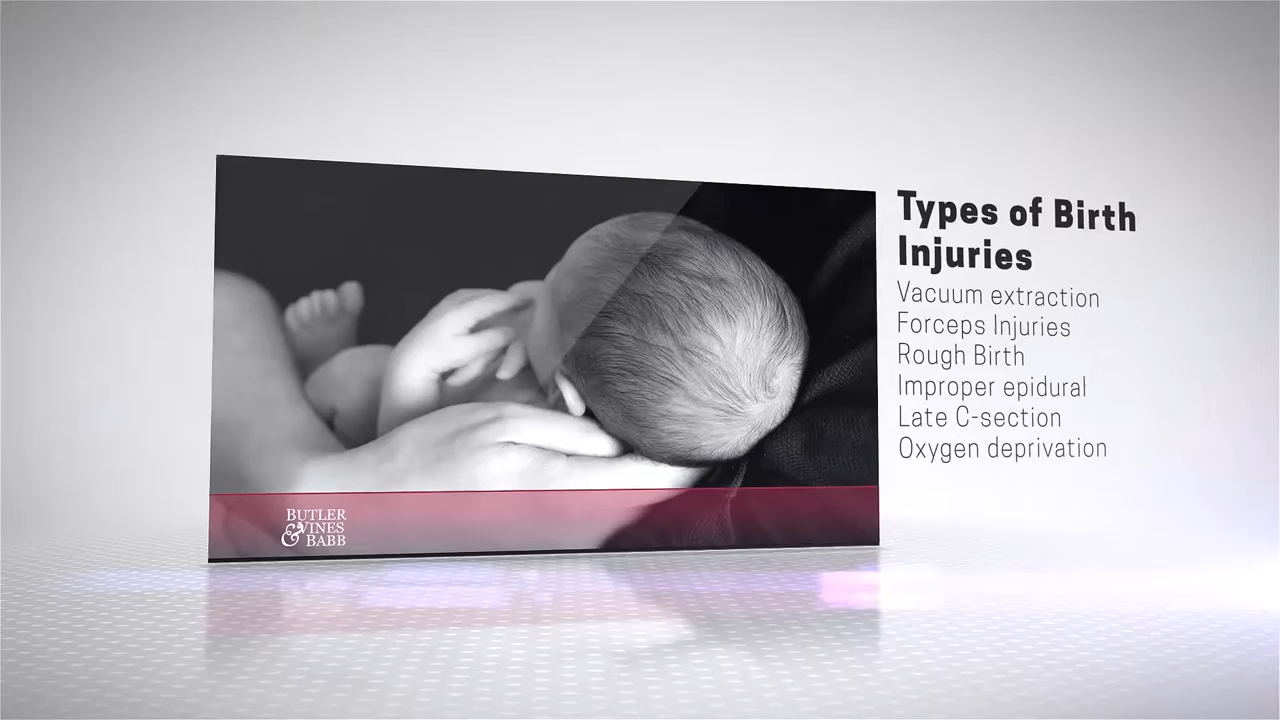 Types of Birth
Injuries
Vacuum extraction
Forceps Injuries
Rough Birth
Improper epidural
Late C-section
Oxygen deprivation
BUTLER
VINES
& BABB